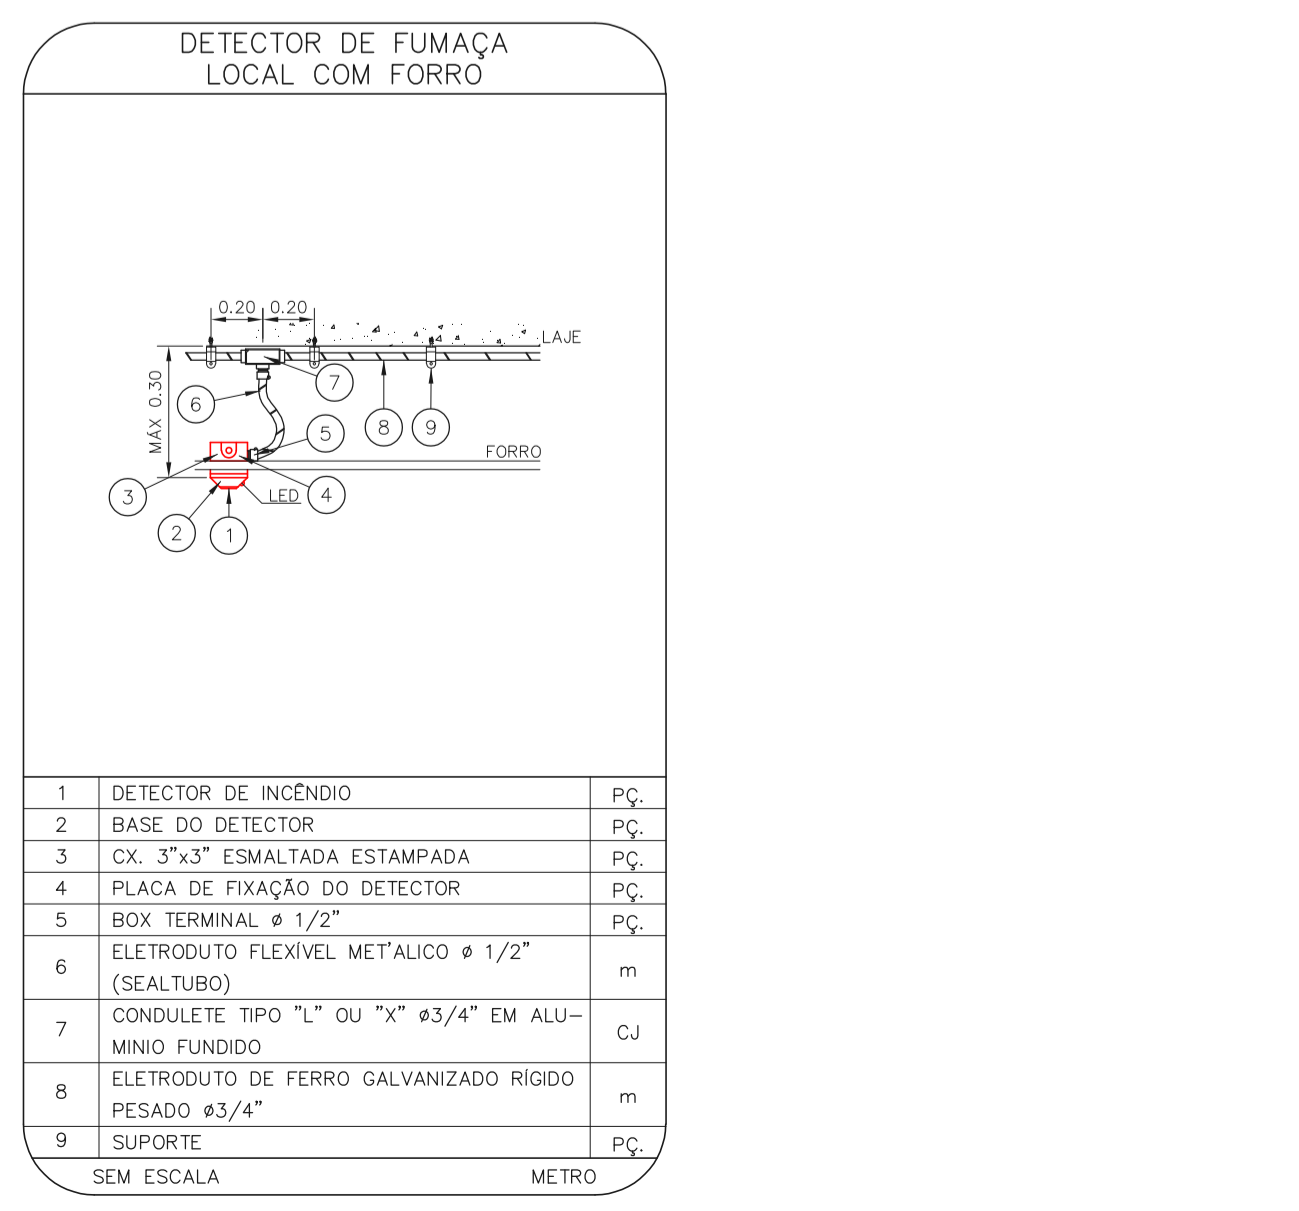 DETECTOR DE FUMAÇA
LOCAL COM FORRO
0.20 0.20
LAJE
MÁX 0.30
7
6
8
9
5
FORRO
3
LED
4
2
1
1 DETECTOR DE INCÊNDIO PÇ.
2 BASE DO DETECTOR PÇ.
3 CX. 3”x3” ESMALTADA ESTAMPADA PÇ.
4 PLACA DE FIXAÇÃO DO DETECTOR PÇ.
5 BOX TERMINAL ø 1/2” PÇ.
6 ELETRODUTO FLEXÍVEL MET’ALICO ø 1/2”
(SEALTUBO) m
7 CONDULETE TIPO ”L” OU ”X” ø3/4” EM ALU–
MINIO FUNDIDO CJ
8 ELETRODUTO DE FERRO GALVANIZADO RÍGIDO
PESADO ø3/4” m
9 SUPORTE PÇ.
SEM ESCALA METRO